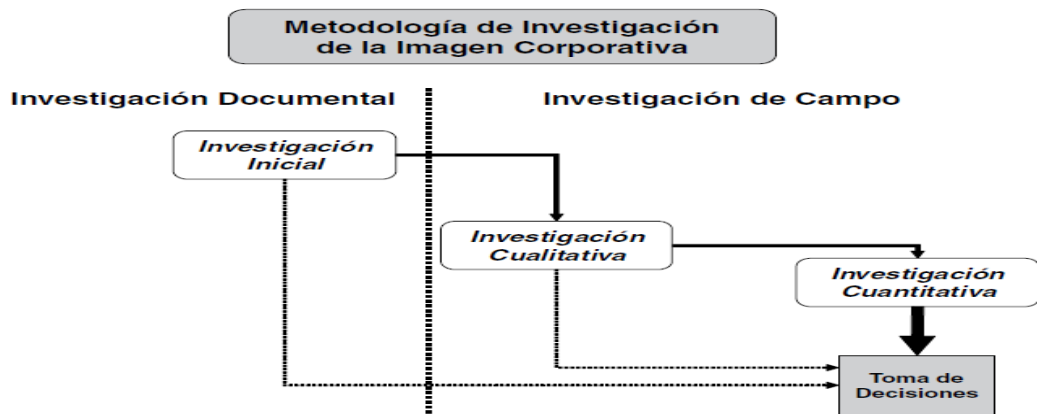 Metodología de Investigación
de la Imagen Corporativa
Investigación Documental
Investigación de Campo
Investigación
Inicial
Investigación
Cualitativa
Investigación
Cuantitativa
Toma de
Decisiones